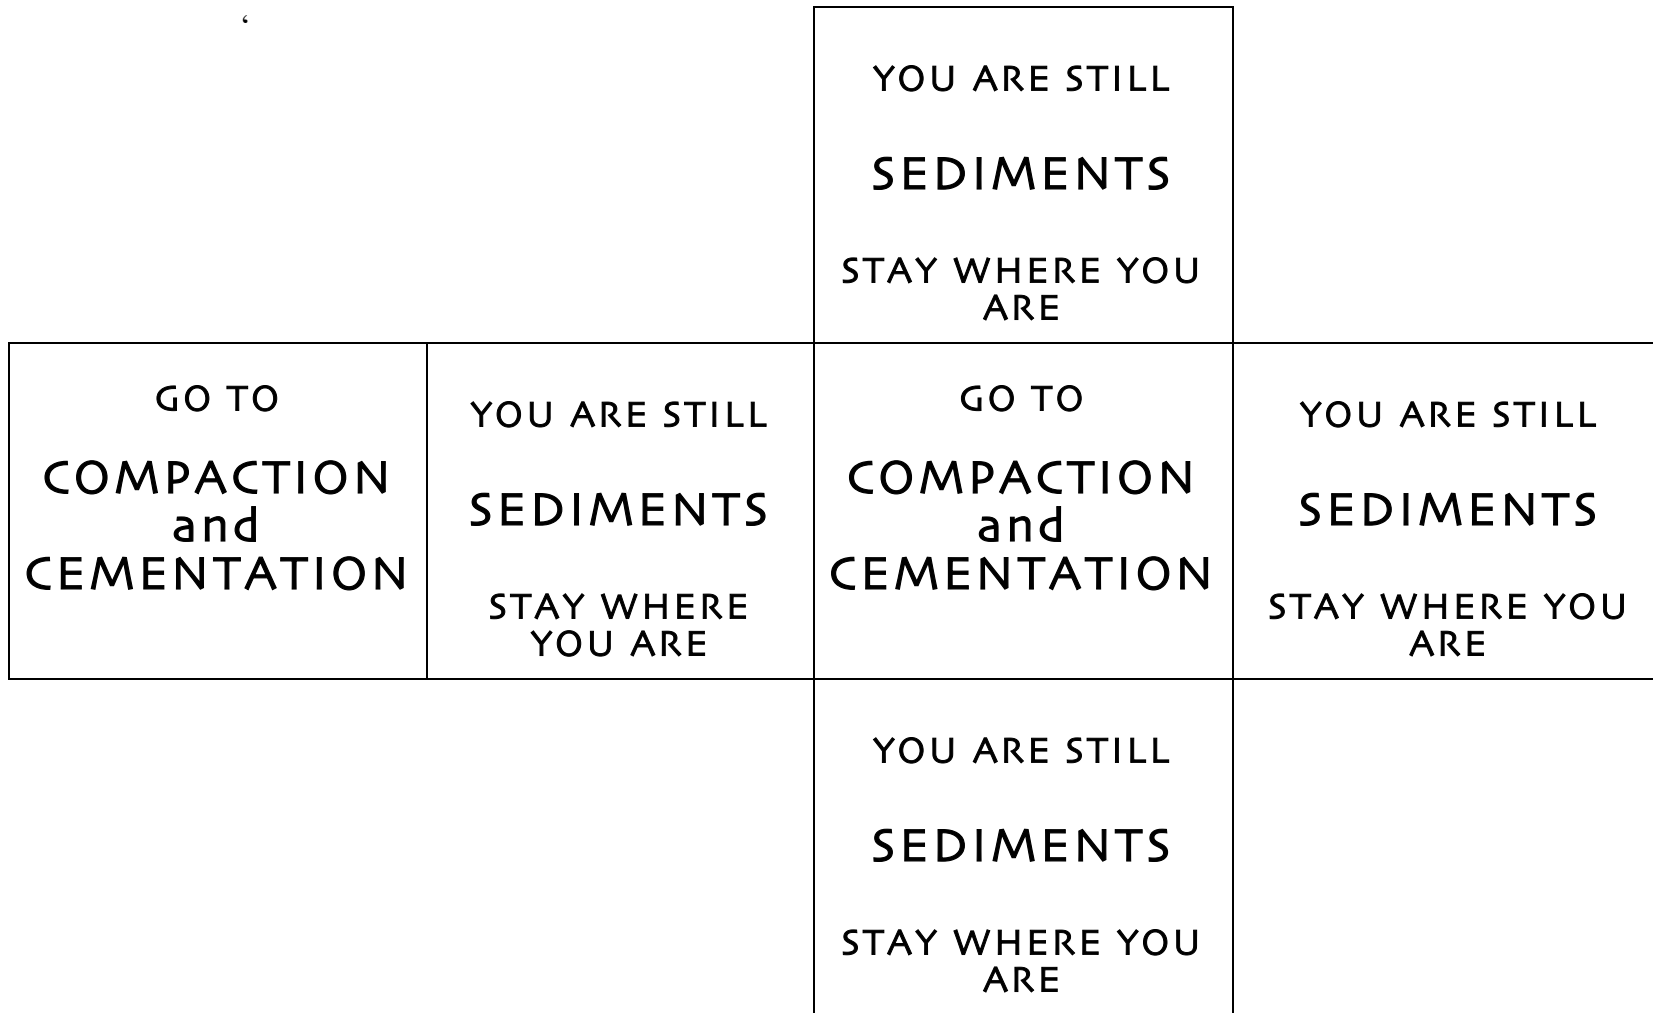 ‘
YOU ARE STILL
SEDIMENTS
STAY WHERE YOU
ARE
GO TO
COMPACTION
and
CEMENTATION
YOU ARE STILL
SEDIMENTS
STAY WHERE
YOU ARE
GO TO
COMPACTION
and
CEMENTATION
YOU ARE STILL
SEDIMENTS
STAY WHERE YOU
ARE
YOU ARE STILL
SEDIMENTS
STAY WHERE YOU
ARE